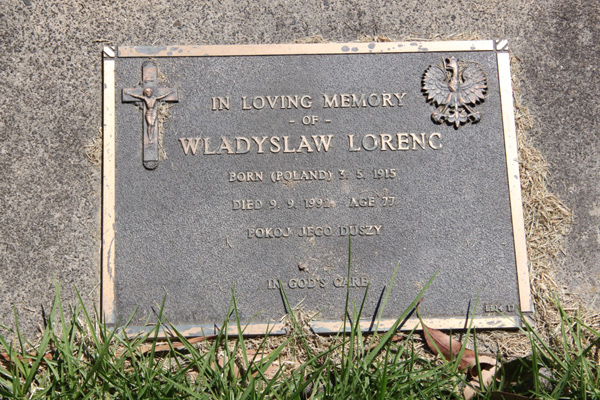 IN LOVING MEMORY
- OF -
WLADYSLAW LORENC
BORN (POLAND) 3. 5. 1915
DIED 9. 9. 1992 AGE 77
POKOJ JEGO DUSZY
IN GOD'S CARE